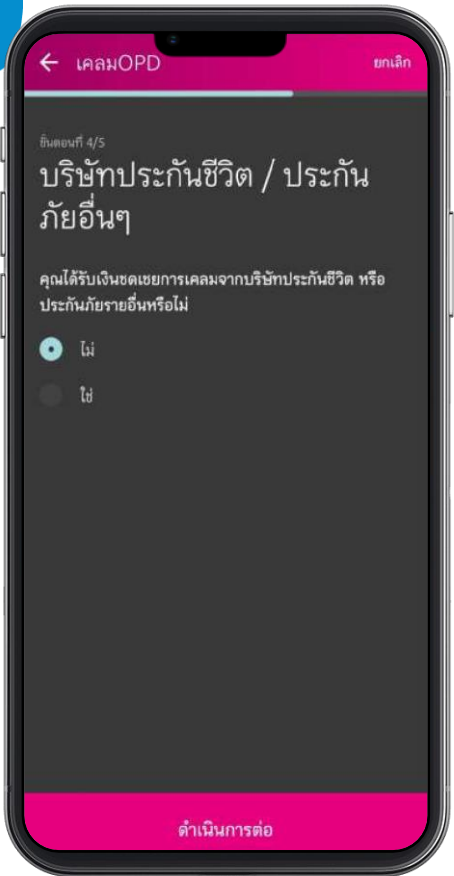 เคลมOPD
ยกเลิก
ขั้นตอนที่ 4/5
บริษัทประกันชีวิต / ประกัน
ภัยอื่นๆ
คุณได้รับเงินชดเชยการเคลมจากบริษัทประกันชีวิต หรือ
ประกันภัยรายอื่นหรือไม่
ไม่
ใช่
ดำเนินการต่อ